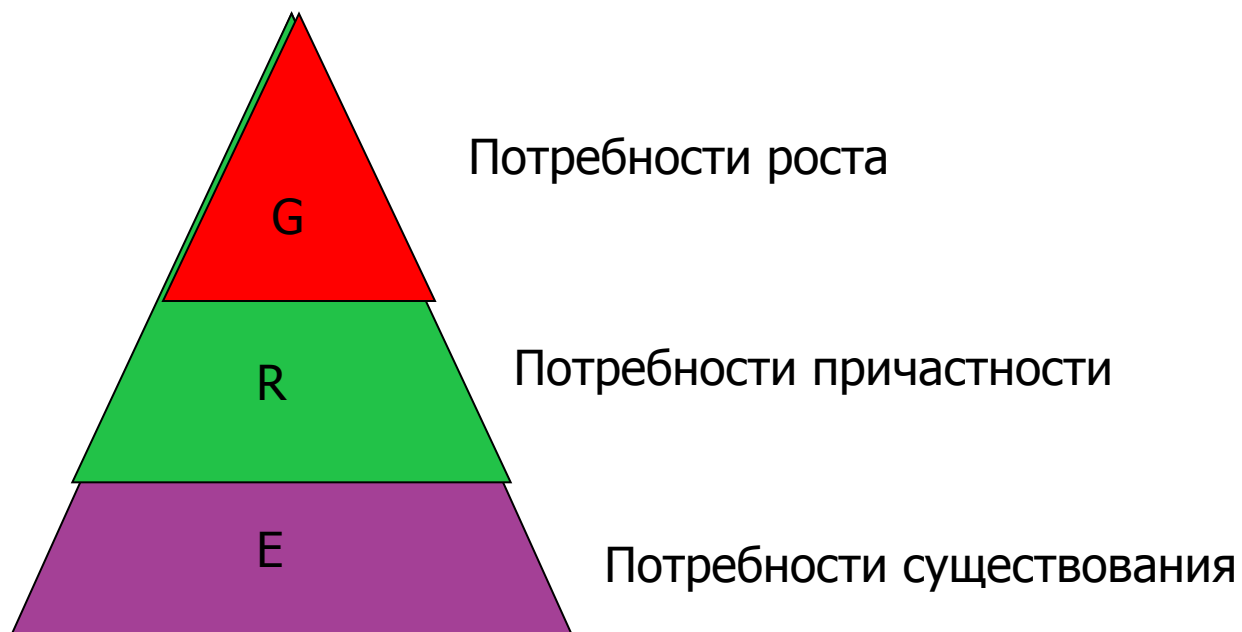 Потребности роста
G
Потребности причастности
R
E
Потребности существования